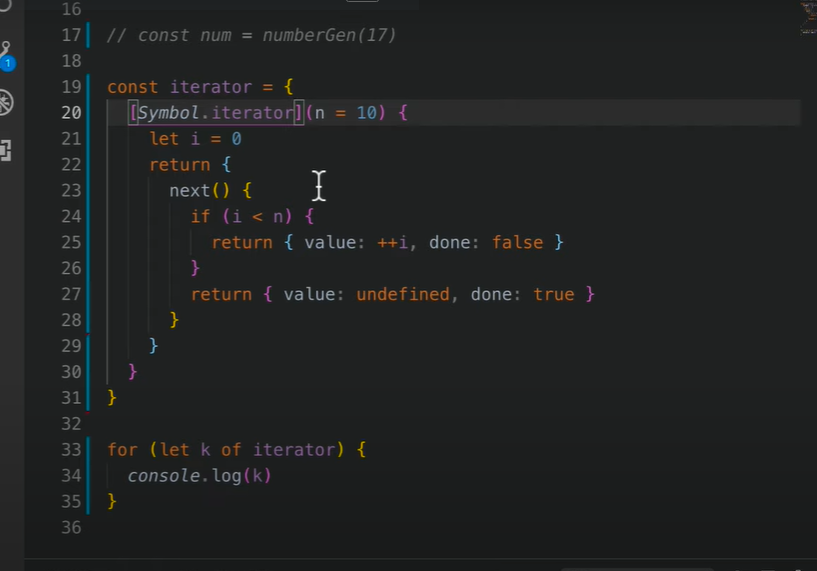 16
17 // const num = numberGen(17)
18
19 const iterator = {
20 [Symbol.iterator](n = 10) {
21 let i = 0
22 return {
23 next() {
24 if (i < n) {
25 return { value: ++i, done: false }
26 }
27 return { value: undefined, done: true }
28 }
29 }
30 }
31 }
32
33 for (let k of iterator) {
34 console.log(k)
35 }
36
1